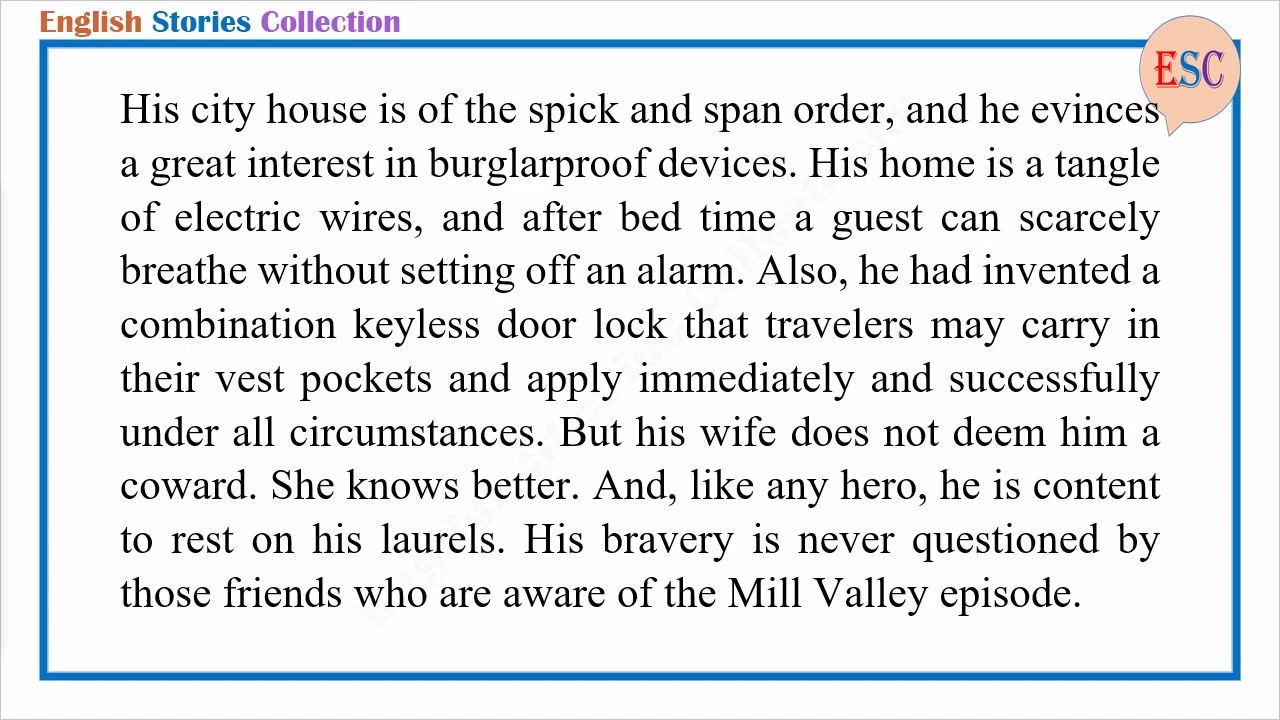 English Stories Collection
ESC
His city house is of the spick and span order, and he evinces
a great interest in burglarproof devices. His home is a tangle
of electric wires, and after bed time a guest can scarcely
breathe without setting off an alarm. Also, he had invented a
combination keyless door lock that travelers may carry in
their vest pockets and apply immediately and successfully
under all circumstances. But his wife does not deem him a
coward. She knows better. And, like any hero, he is content
to rest on his laurels. His bravery is never questioned by
those friends who are aware of the Mill Valley episode.